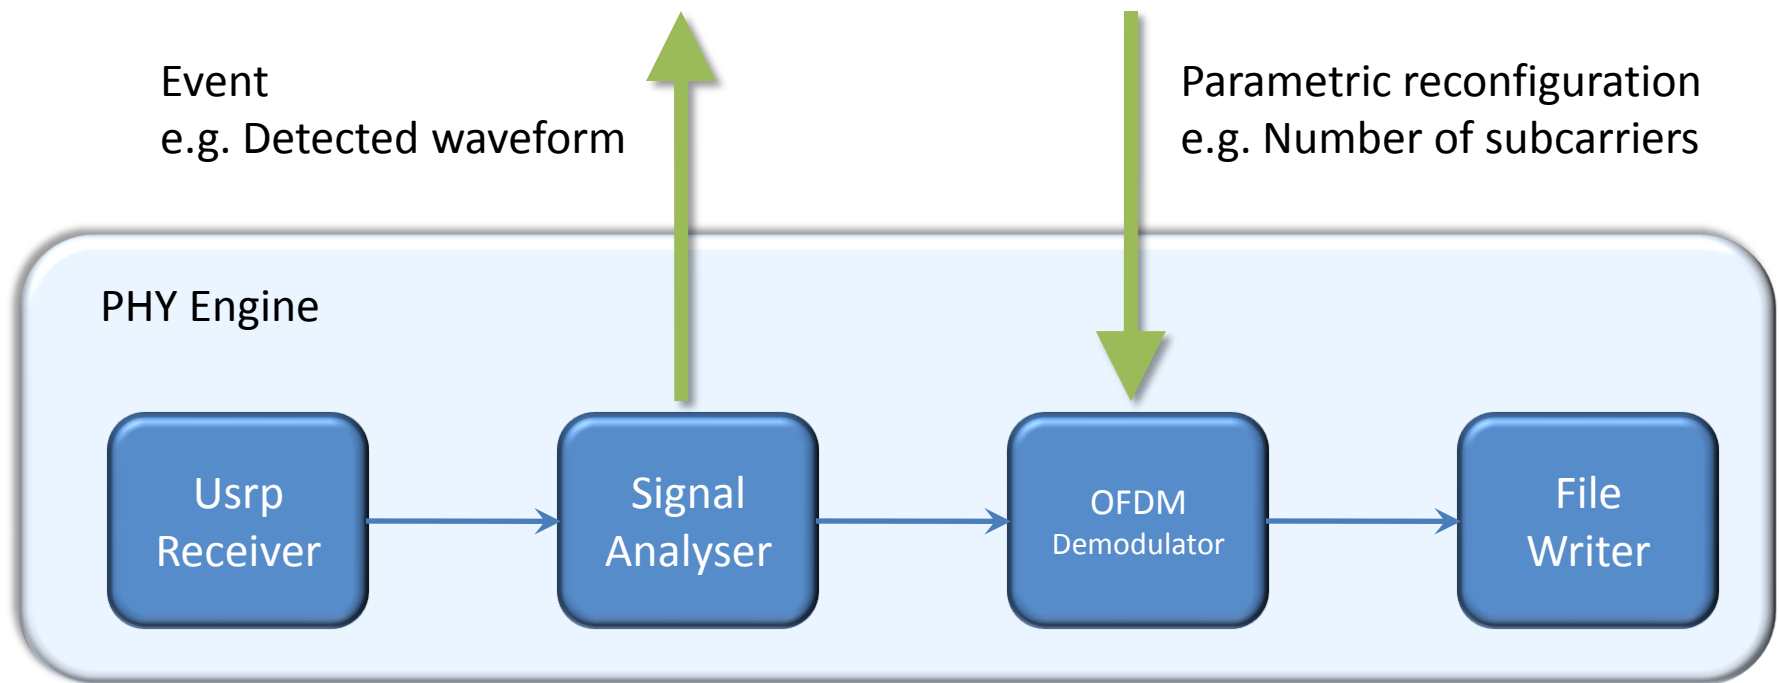 Event
e.g. Detected waveform
Parametric reconfiguration
e.g. Number of subcarriers
PHY Engine
Usrp
Receiver
Signal
Analyser
OFDM
Demodulator
File
Writer